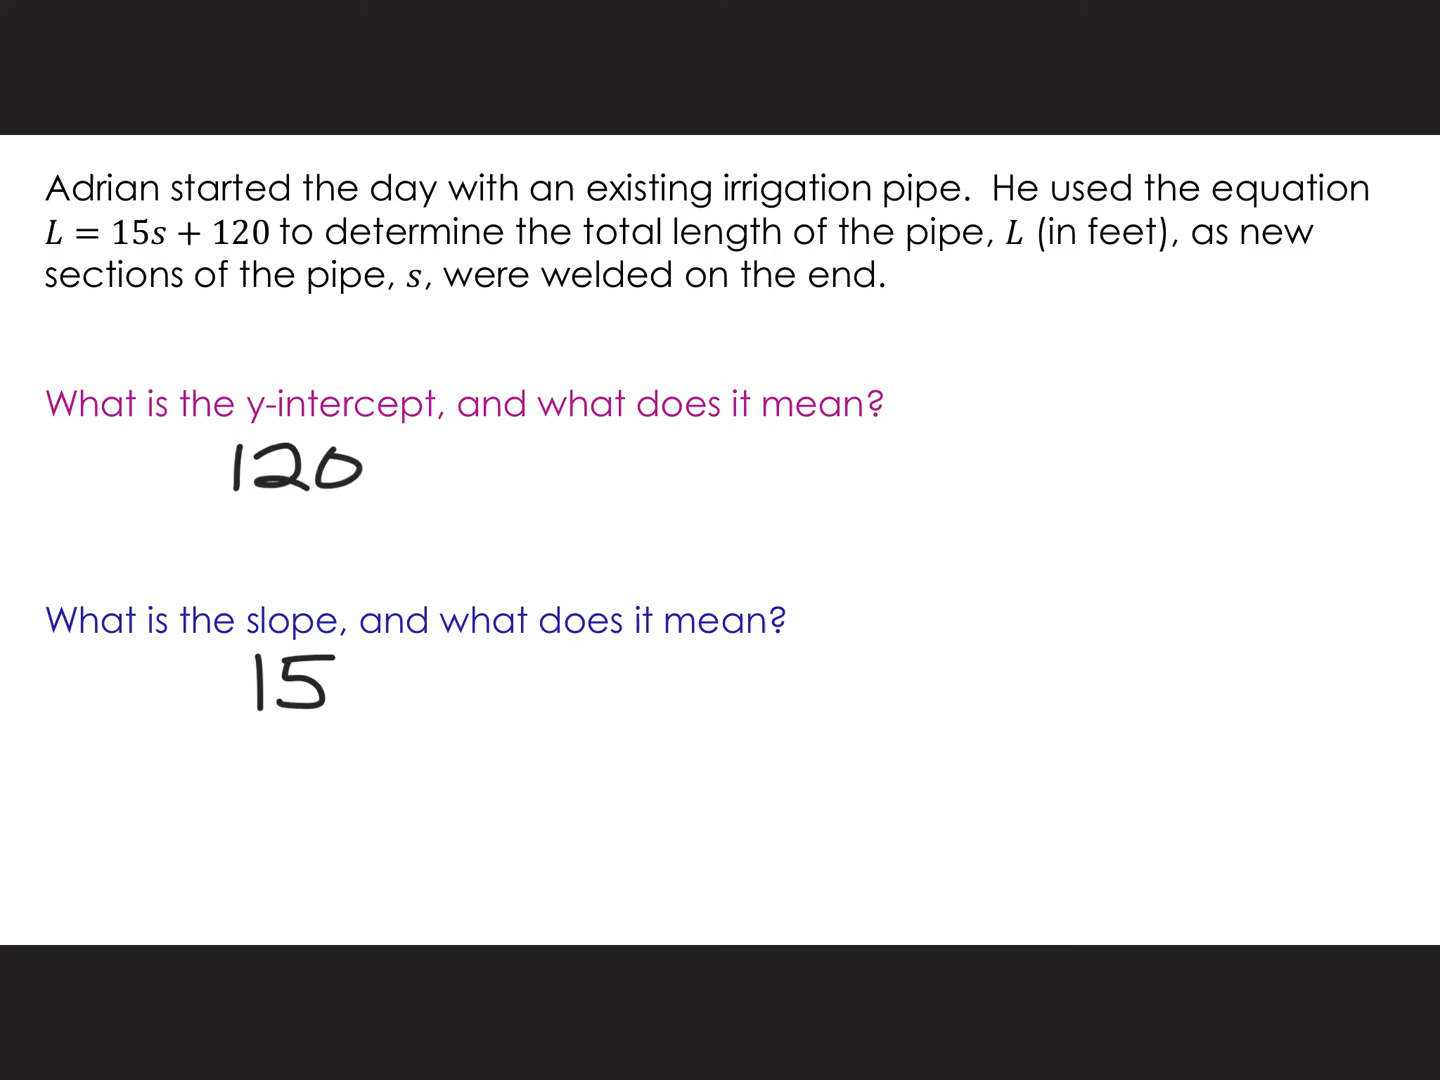 Adrian started the day with an existing irrigation pipe. He used the equation
L = 15s + 120 to determine the total length of the pipe, L (in feet), as new
sections of the pipe, s, were welded on the end.
What is the y-intercept, and what does it mean?
120
What is the slope, and what does it mean?
15